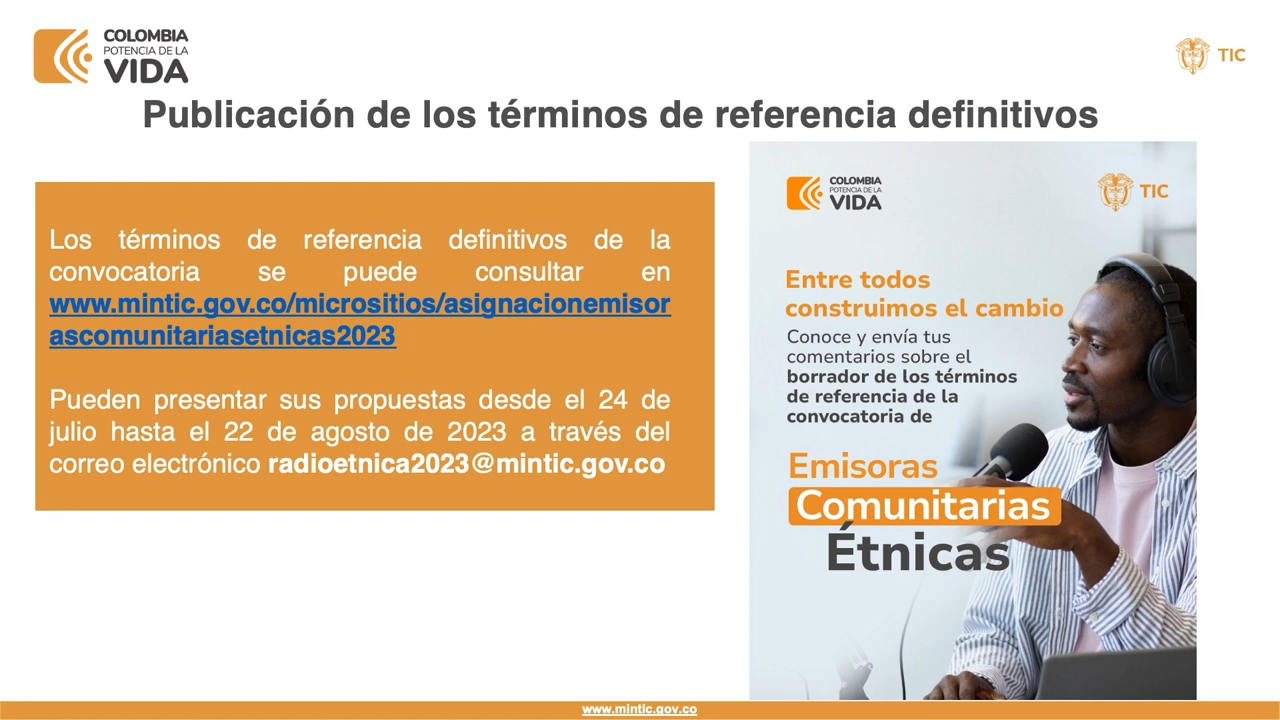 COLOMBIA
POTENCIA DE LA
VIDA
TIC
Publicación de los términos de referencia definitivos
Los términos de referencia definitivos de la
convocatoria se puede consultar en
www.mintic.gov.co/micrositios/asignacionemisor
ascomunitariasetnicas2023
Pueden presentar sus propuestas desde el 24 de
julio hasta el 22 de agosto de 2023 a través del
correo electrónico radioetnica2023@mintic.gov.co
COLOMBIA
POTENCIA DE LA
VIDA
TIC
Entre todos
construimos el cambio
Conoce y envía tus
comentarios sobre el
borrador de los términos
de referencia de la
convocatoria de
Emisoras
Comunitarias
Étnicas
www.mintic.gov.co